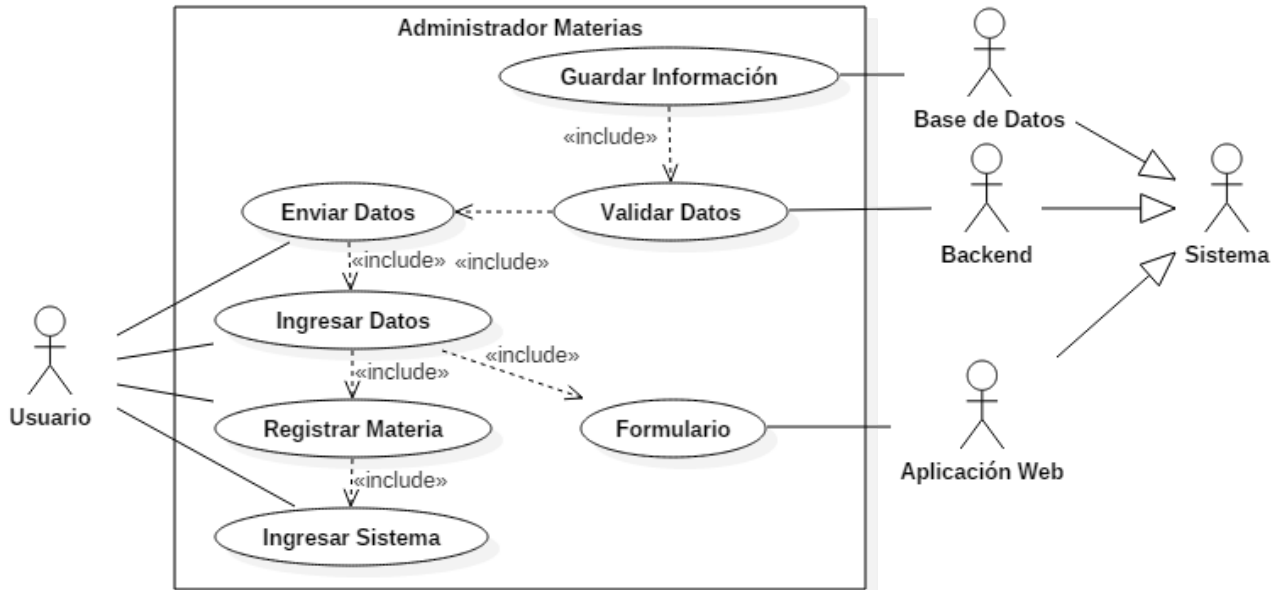 Administrador Materias
Guardar Información
Base de Datos
«include»
Enviar Datos
Validar Datos
Backend
Sistema
«include»
«include»
Ingresar Datos
«include»
«include»
Usuario
Registrar Materia
Formulario
Aplicación Web
«include»
Ingresar Sistema